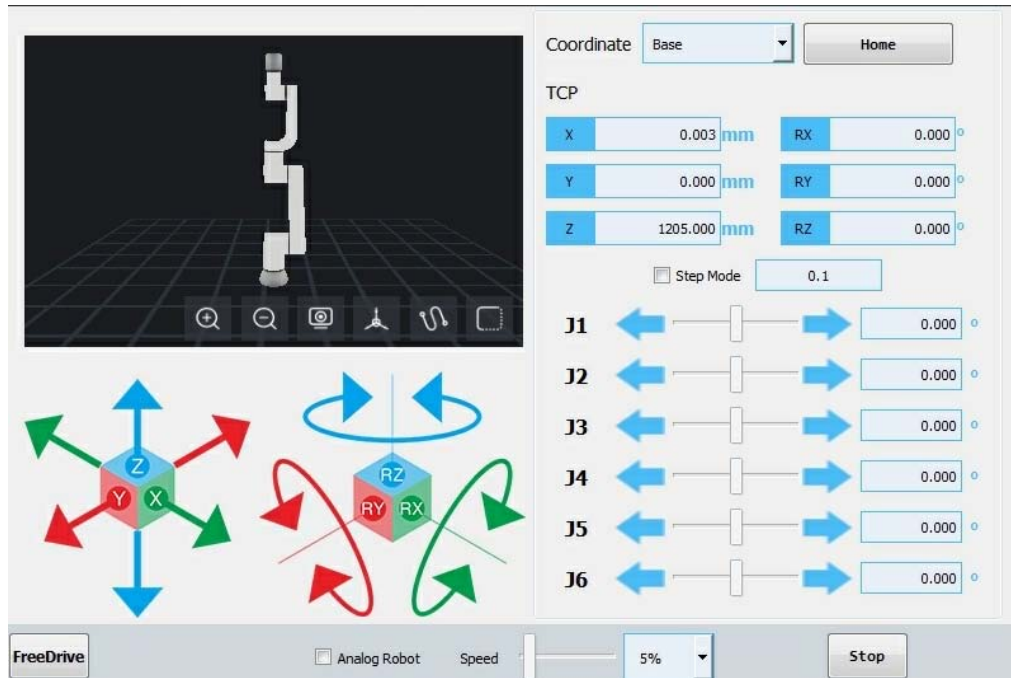 Coordinate Base Home
TCP
X 0.003 mm RX 0.000 °
Y 0.000 mm RY 0.000 °
Z 1205.000 mm RZ 0.000 °
Step Mode 0.1
J1 0.000 °
J2 0.000 °
J3 0.000 °
J4 0.000 °
J5 0.000 °
J6 0.000 °
Z
Y X
RZ
RY RX
FreeDrive Analog Robot Speed 5% Stop